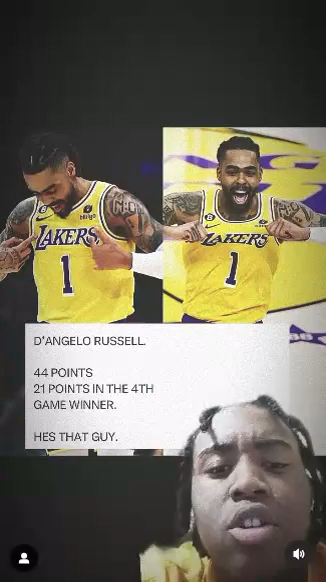 LAKERS
1
LAKERS
1
D'ANGELO RUSSELL.
44 POINTS
21 POINTS IN THE 4TH
GAME WINNER.
HES THAT GUY.